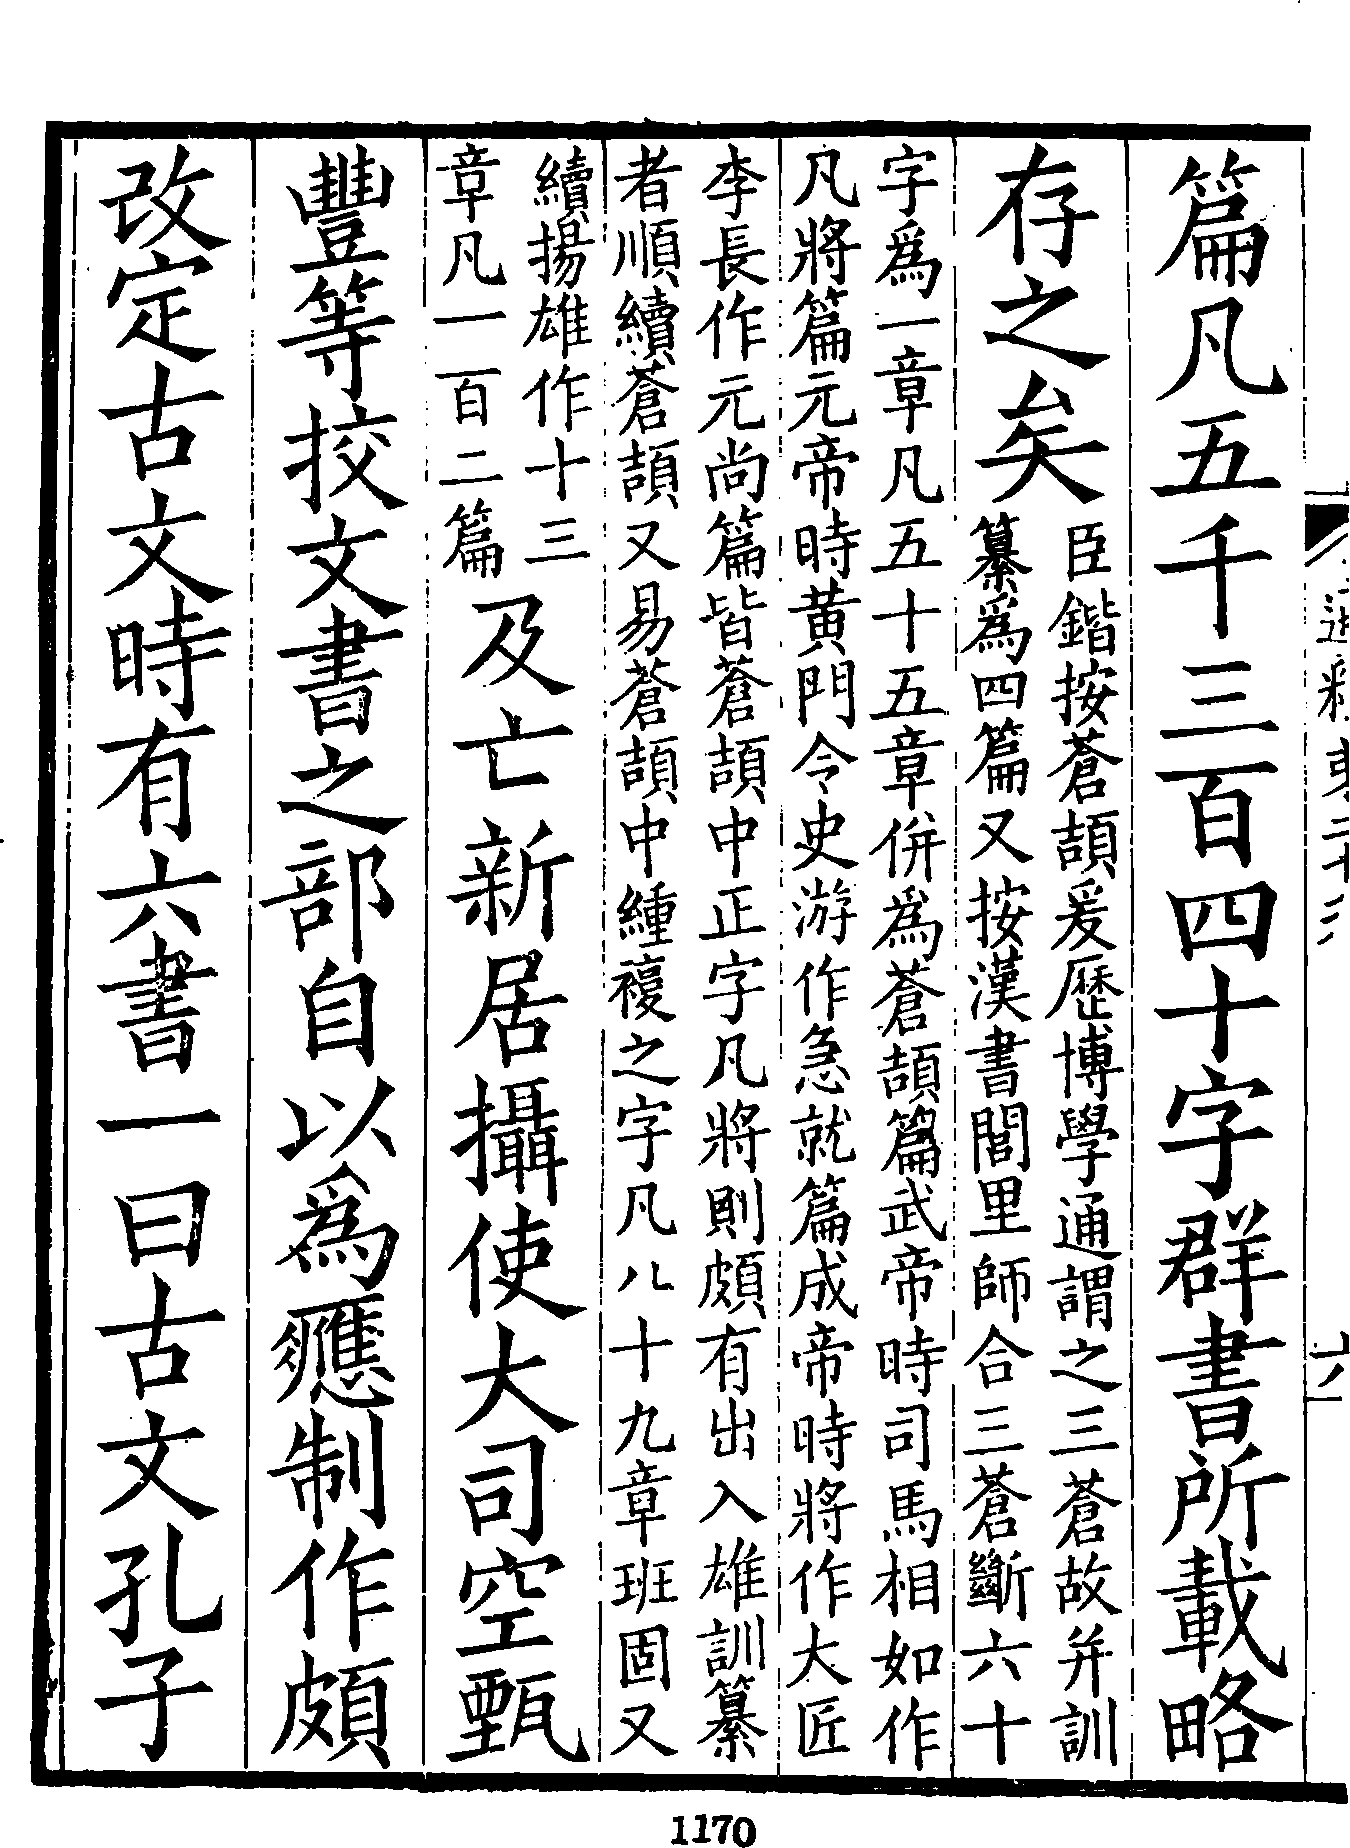 篇凡五千三百四十字群書所載略
存之矣
臣鍇按蒼頡爰歷博學通謂之三蒼故并訓
纂爲四篇又按漢書閭里師合三蒼斷六十
字爲一章凡五十五章併爲蒼頡篇武帝時司馬相如作
凡將篇元帝時黄門令史游作急就篇成帝時將作大匠
李長作元尚篇皆蒼頡中正字凡將則頗有出入雄訓纂
者順續蒼頡又易蒼頡中緟複之字凡八十九章班固又
續揚雄作十三
章凡一百二篇
及亡新居攝使大司空甄
豐等挍文書之部自以爲應制作頗
改定古文時有六書一曰古文孔子
通釋 二十
六
1170